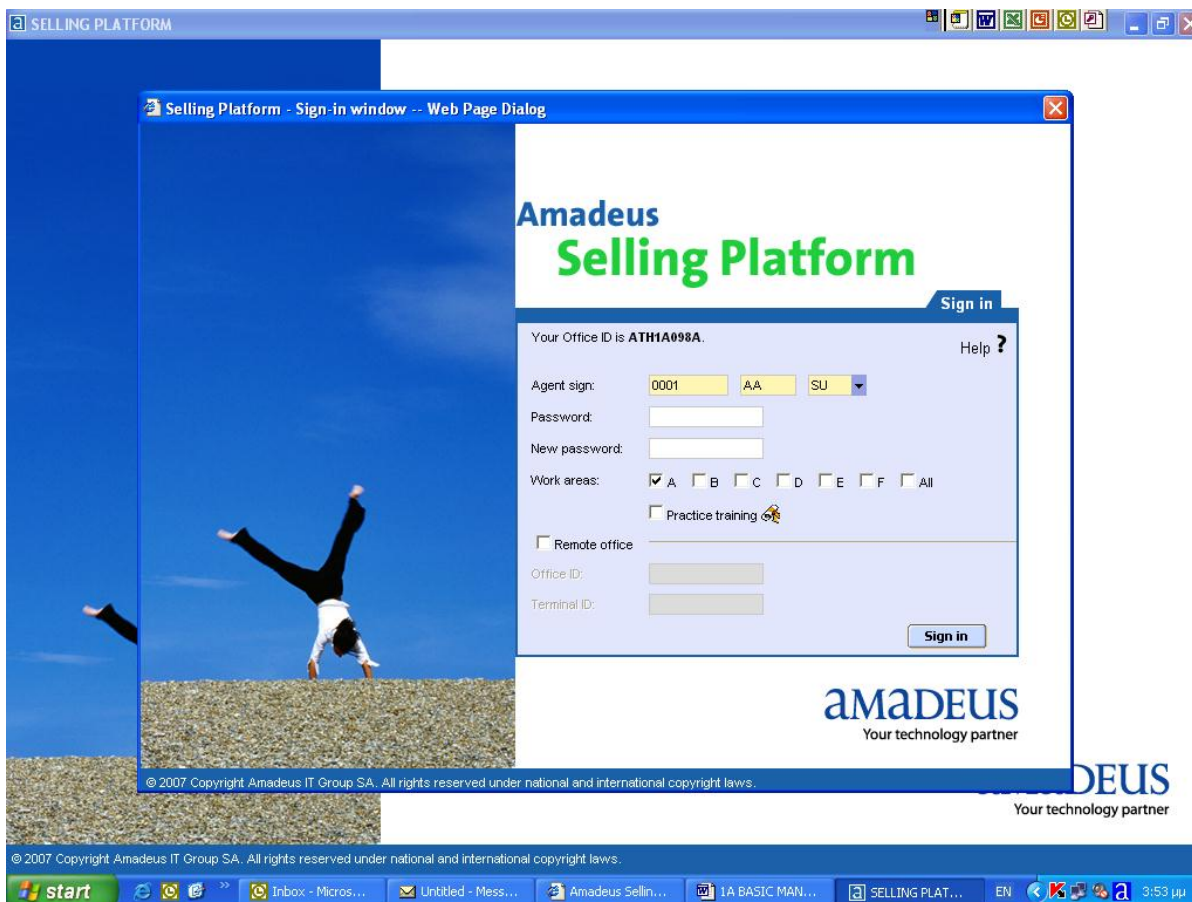 SELLING PLATFORM
Selling Platform - Sign-in window -- Web Page Dialog
Amadeus
Selling Platform
Sign in
Your Office ID is ATH1A098A.
Help ?
Agent sign: 0001 AA SU
Password:
New password:
Work areas: A B C D E F All
Practice training
Remote office
Office ID:
Terminal ID:
Sign in
amadeus
Your technology partner
© 2007 Copyright Amadeus IT Group SA. All rights reserved under national and international copyright laws.
Your technology partner
© 2007 Copyright Amadeus IT Group SA. All rights reserved under national and international copyright laws.
start Inbox - Micros... Untitled - Mess... Amadeus Sellin... 1A BASIC MAN... SELLING PLAT... EN 3:53 μμ